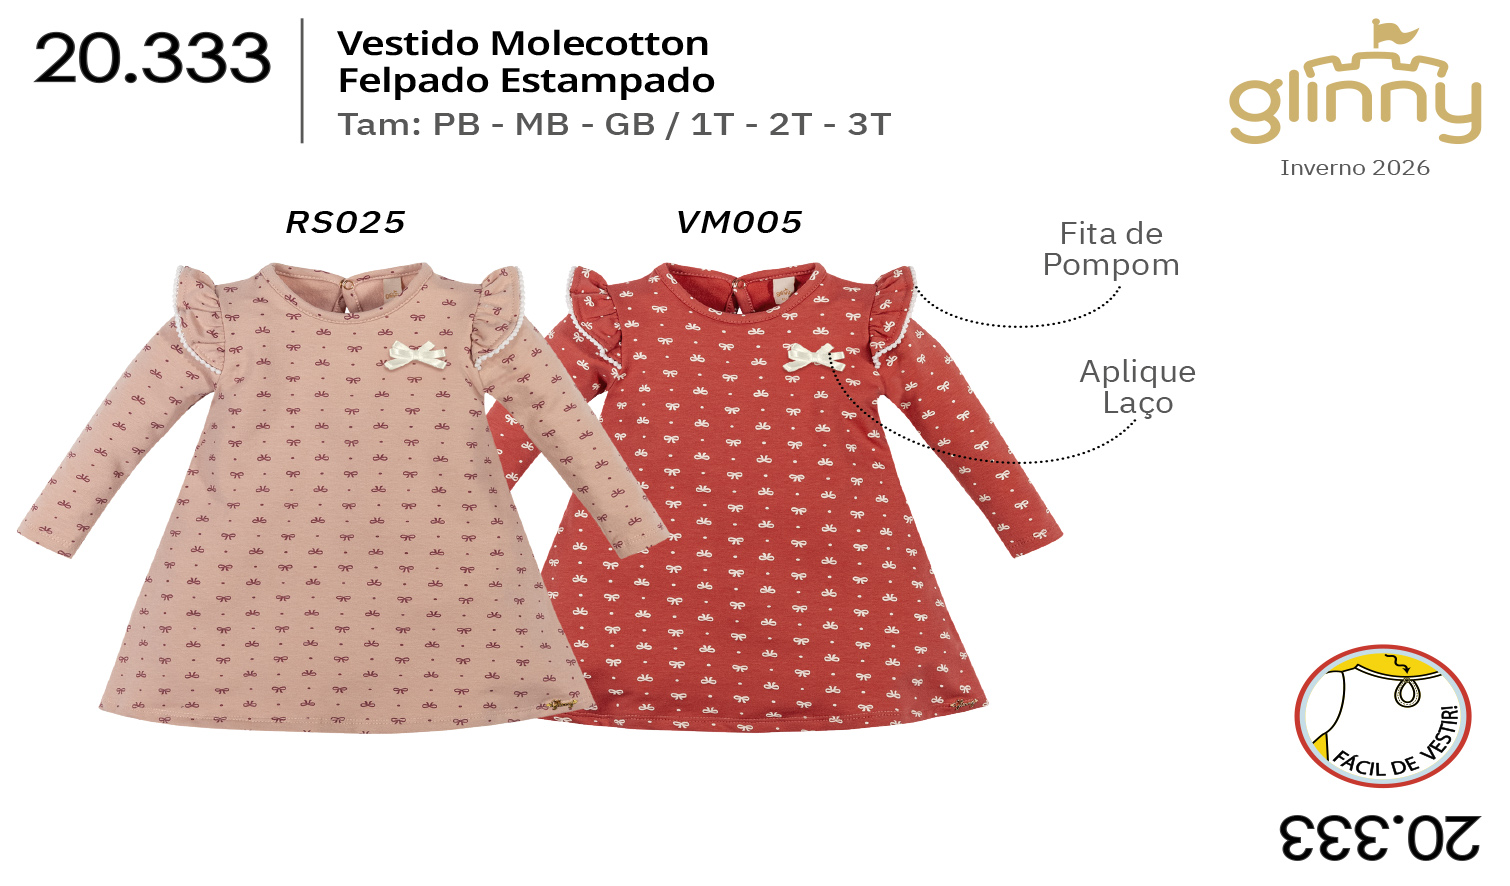 20.333
Vestido Molecotton
Felpado Estampado
Tam: PB - MB - GB / 1T - 2T - 3T
glinny
Inverno 2026
RS025
VM005
Fita de
Pompom
Aplique
Laço
glinny
FÁCIL DE VESTIR!
20.333